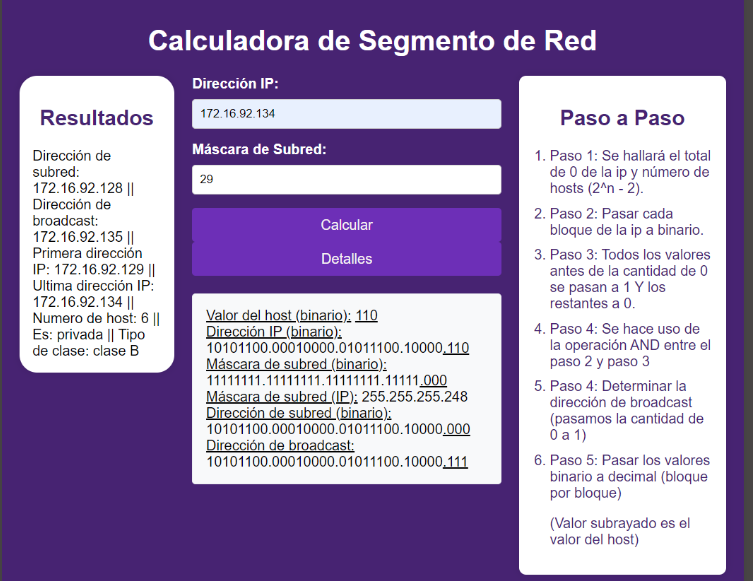 Calculadora de Segmento de Red
Resultados
Dirección de
subred:
172.16.92.128 ||
Dirección de
broadcast:
172.16.92.135 ||
Primera dirección
IP: 172.16.92.129 ||
Ultima dirección IP:
172.16.92.134 ||
Numero de host: 6 ||
Es: privada || Tipo
de clase: clase B
Dirección IP:
172.16.92.134
Máscara de Subred:
29
Calcular
Detalles
Valor del host (binario): 110
Dirección IP (binario):
10101100.00010000.01011100.10000.110
Máscara de subred (binario):
11111111.11111111.11111111.11111.000
Máscara de subred (IP): 255.255.255.248
Dirección de subred (binario):
10101100.00010000.01011100.10000.000
Dirección de broadcast:
10101100.00010000.01011100.10000.111
Paso a Paso
1. Paso 1: Se hallará el total
de 0 de la ip y número de
hosts (2^n - 2).
2. Paso 2: Pasar cada
bloque de la ip a binario.
3. Paso 3: Todos los valores
antes de la cantidad de 0
se pasan a 1 Y los
restantes a 0.
4. Paso 4: Se hace uso de
la operación AND entre el
paso 2 y paso 3
5. Paso 4: Determinar la
dirección de broadcast
(pasamos la cantidad de
0 a 1)
6. Paso 5: Pasar los valores
binario a decimal (bloque
por bloque)
(Valor subrayado es el
valor del host)